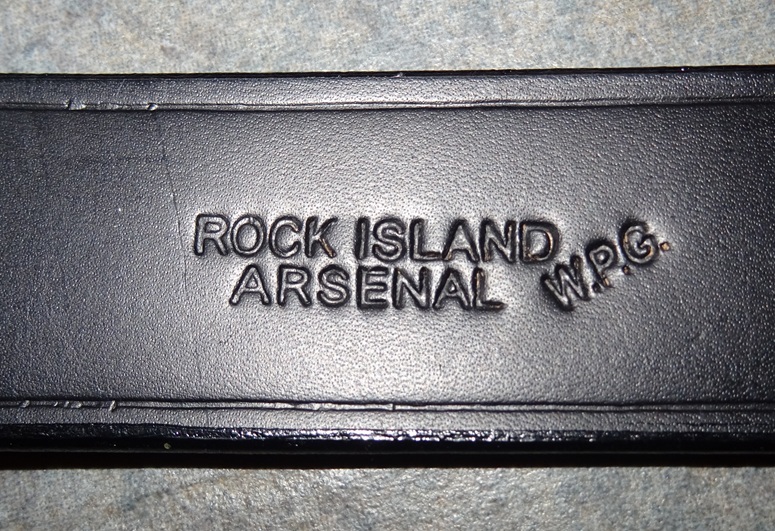 ROCK ISLAND
ARSENAL
W.P.G.